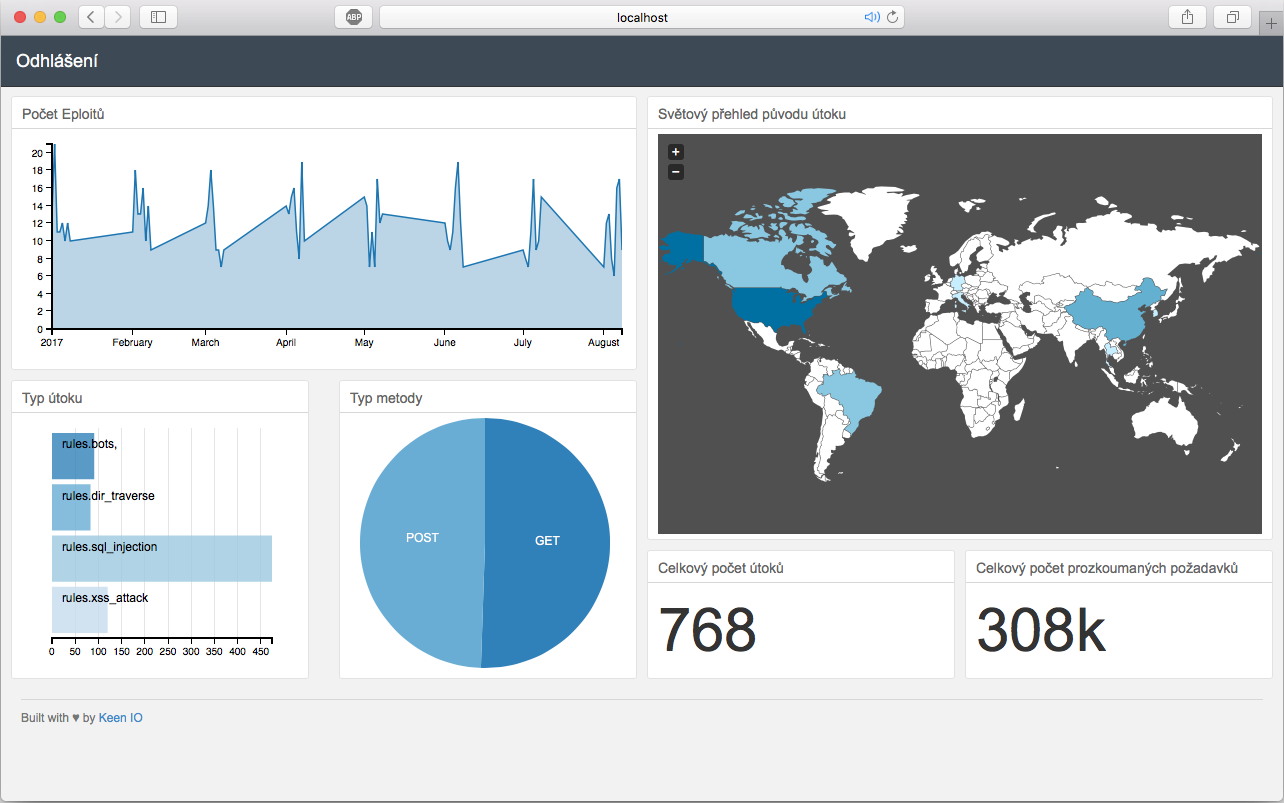 ABP
localhost
Odhlášení
Počet Eploitů
20
18
16
14
12
10
8
6
4
2
0
2017 February March April May June July August
Světový přehled původu útoku
+
−
Typ útoku
rules.bots,
rules.dir_traverse
rules.sql_injection
rules.xss_attack
0 50 100 150 200 250 300 350 400 450
Typ metody
POST
GET
Celkový počet útoků
768
Celkový počet prozkoumaných požadavků
308k
Built with ♥ by Keen IO